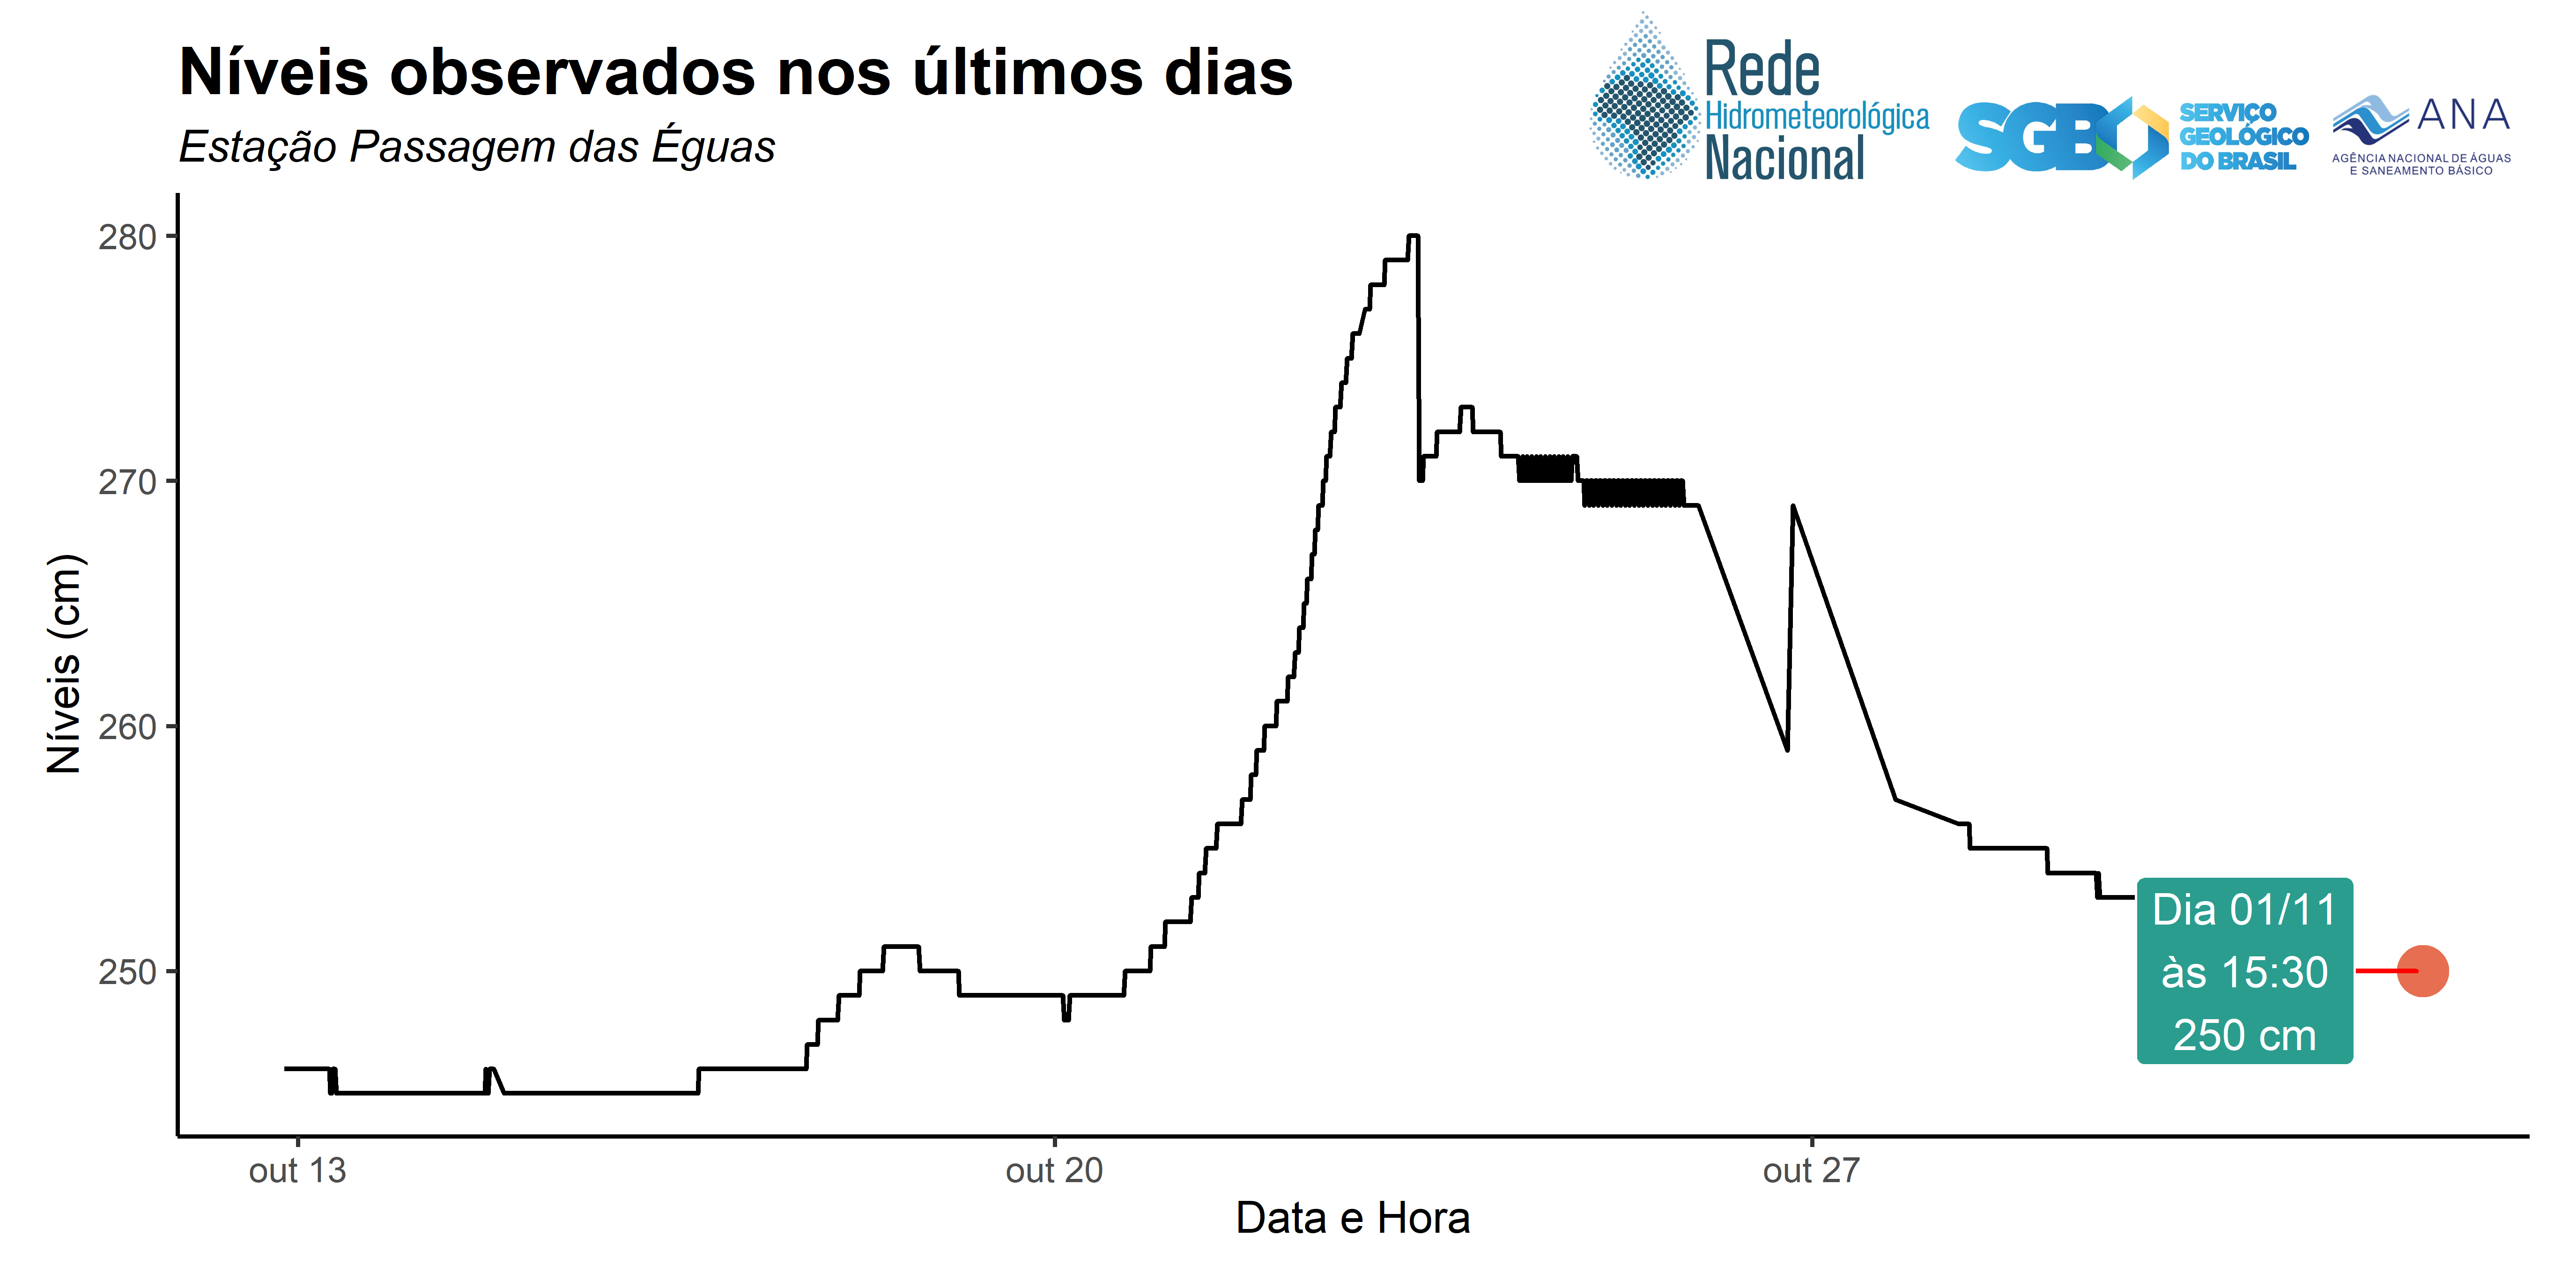 Níveis observados nos últimos dias
Estação Passagem das Éguas
Rede
Hidrometeorológica
Nacional
SGB
SERVIÇO
GEOLÓGICO
DO BRASIL
ANA
AGÊNCIA NACIONAL DE ÁGUAS
E SANEAMENTO BÁSICO
Níveis (cm)
280
270
260
250
Dia 01/11
às 15:30
250 cm
out 13
out 20
out 27
Data e Hora